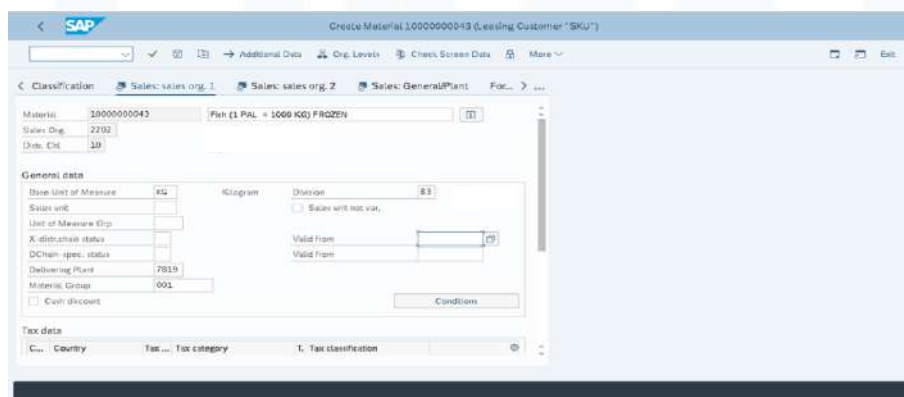 SAP
Create Material 10000000043 (Leasing Customer "SKU")
Additional Data Org. Levels Check Screen Data More Exit
Classification Sales: sales org. 1 Sales: sales org. 2 Sales: General/Plant For... ...
Material 10000000043 Fish (1 PAL = 1000 KG) FROZEN
Sales Org. 2202
Distr. Chl 10
General data
Base Unit of Measure KG Kilogram Division 83
Sales unit Sales unit not var.
Unit of Measure Grp
X-distr.chain status Valid from
DChain-spec. status Valid from
Delivering Plant 7819
Material Group 001
Cash discount Conditions
Tax data
C... Country Tax ... Tax category T. Tax classification